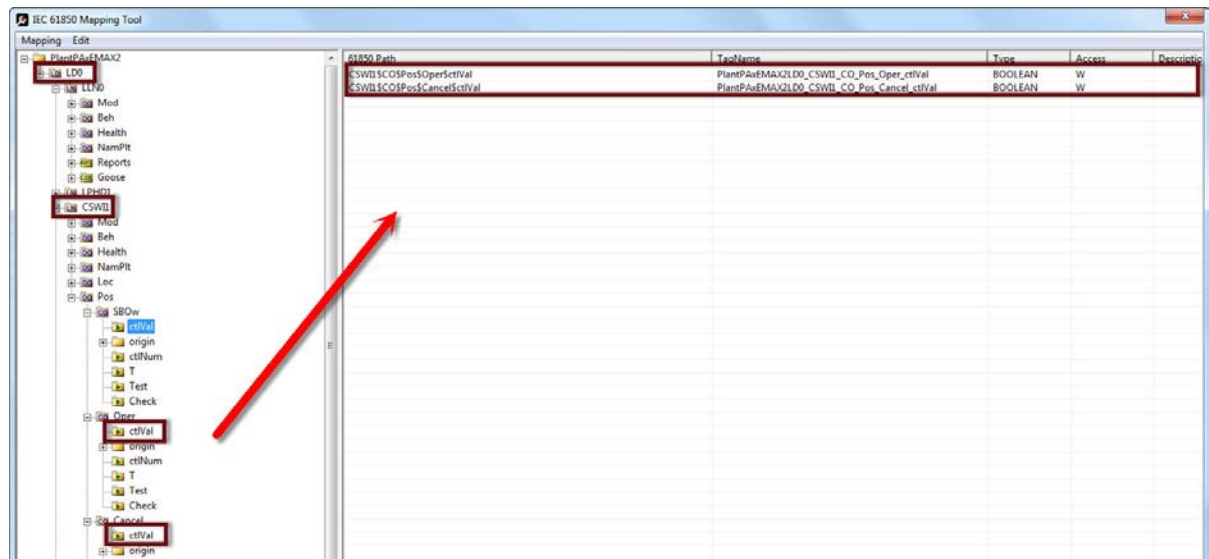 IEC 61850 Mapping Tool
Mapping Edit
PlantPAxEMAX2
LD0
LLN0
Mod
Beh
Health
NamPlt
Reports
Goose
LPHD1
CSWI1
Mod
Beh
Health
NamPlt
Loc
Pos
SBOw
ctlVal
origin
ctlNum
T
Test
Check
Oper
ctlVal
origin
ctlNum
T
Test
Check
Cancel
ctlVal
origin
61850 Path TagName Type Access Descriptio
CSWI1$CO$Pos$Oper$ctlVal PlantPAxEMAX2LD0_CSWI1_CO_Pos_Oper_ctlVal BOOLEAN W
CSWI1$CO$Pos$Cancel$ctlVal PlantPAxEMAX2LD0_CSWI1_CO_Pos_Cancel_ctlVal BOOLEAN W